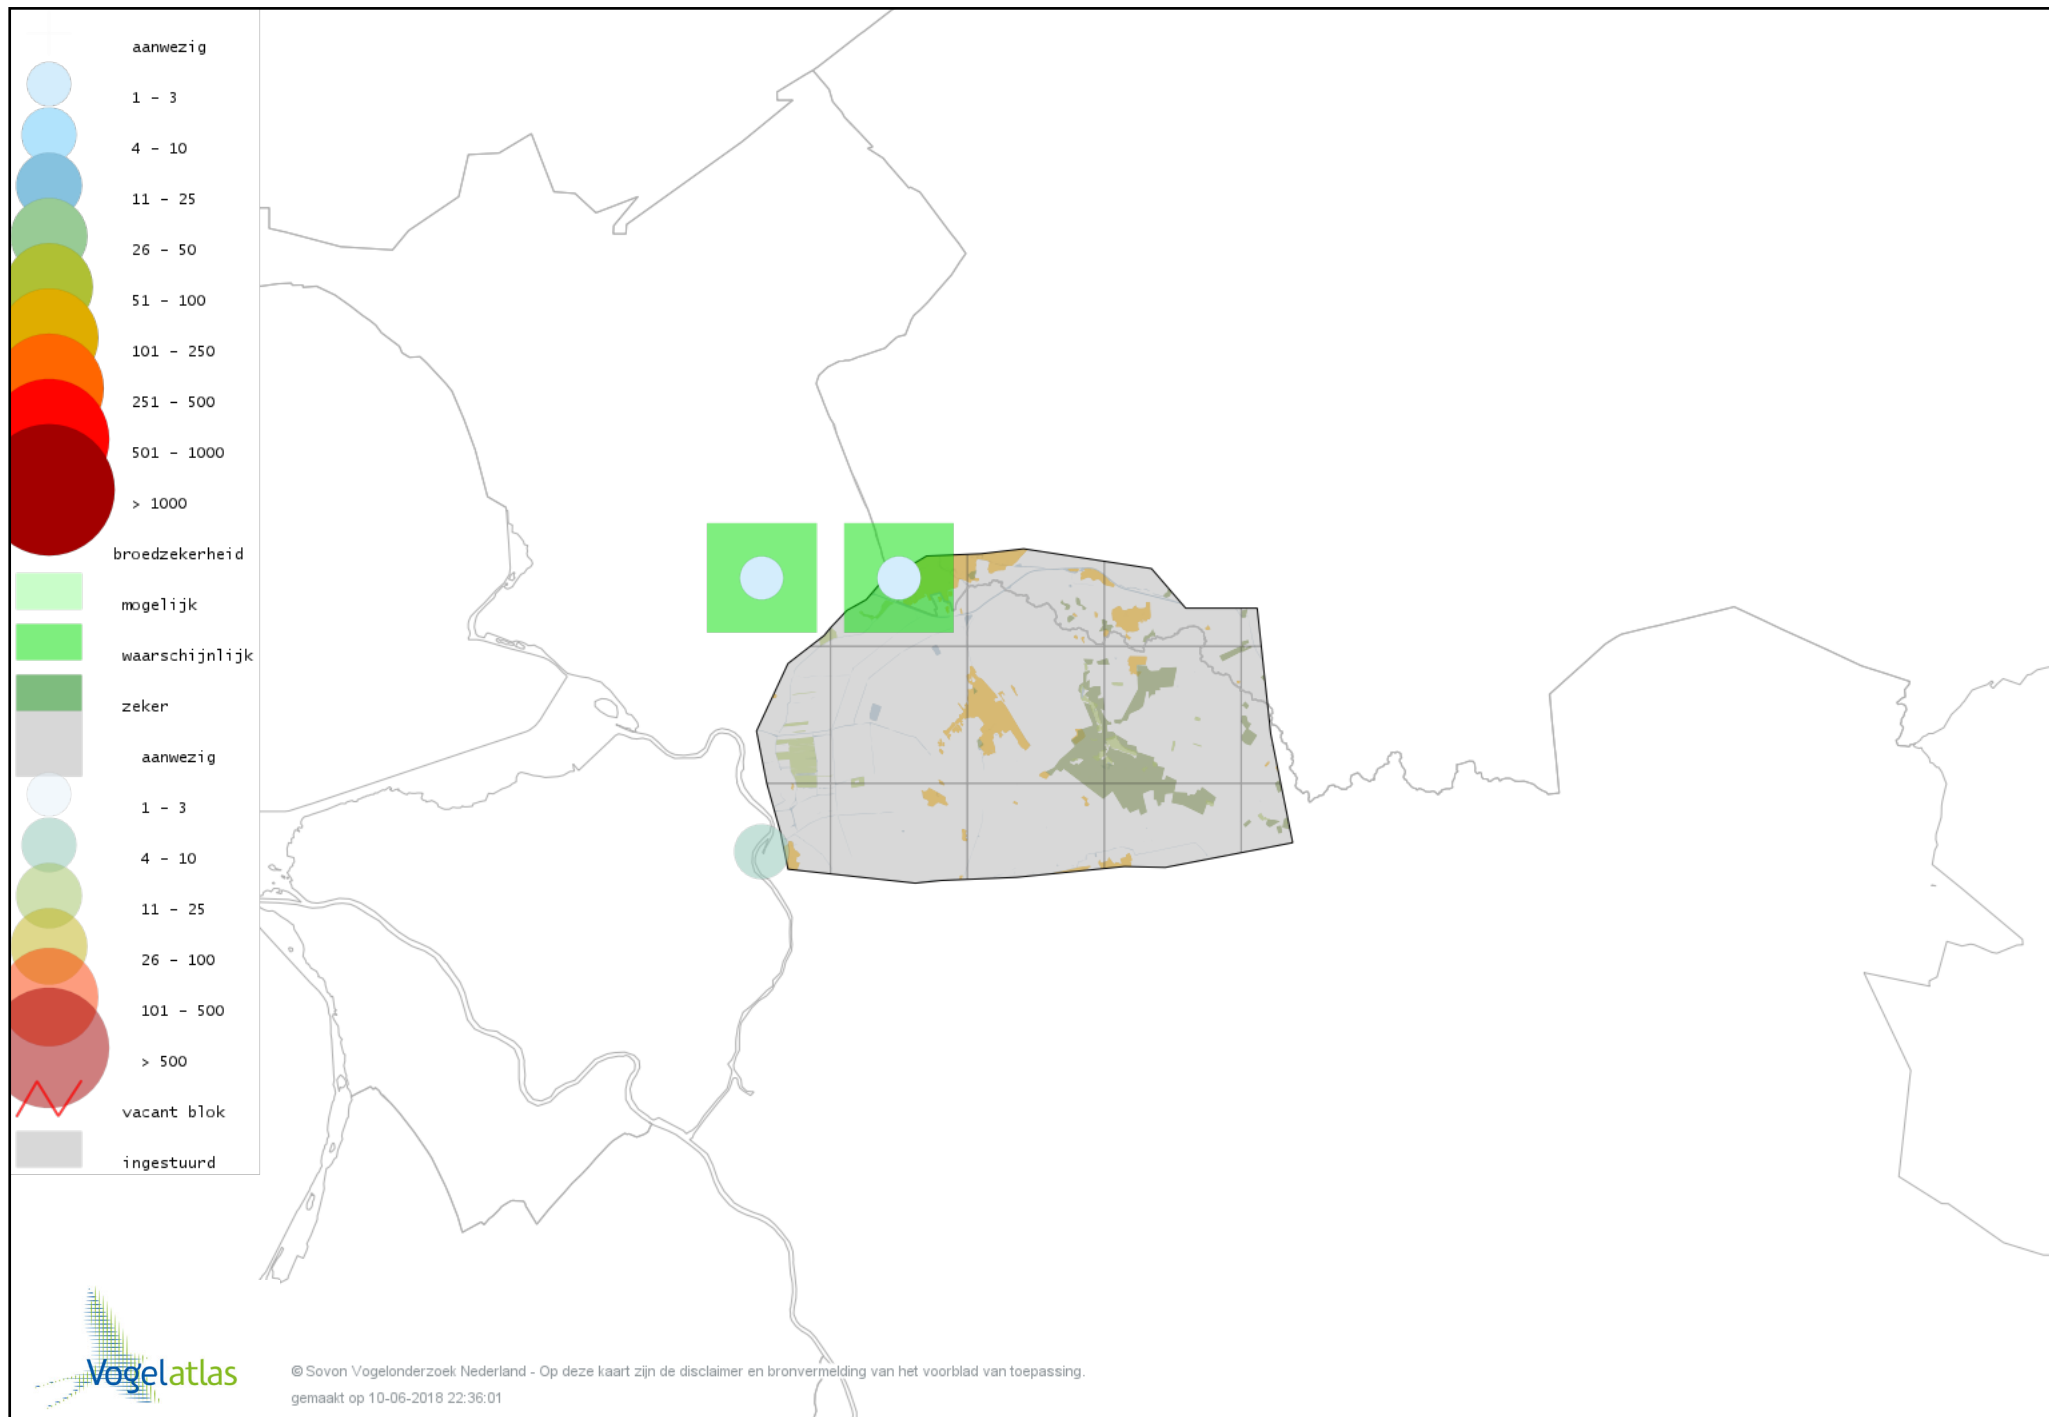 aanwezig
1 - 3
4 - 10
11 - 25
26 - 50
51 - 100
101 - 250
251 - 500
501 - 1000
> 1000
broedzekerheid
mogelijk
waarschijnlijk
zeker
aanwezig
1 - 3
4 - 10
11 - 25
26 - 100
101 - 500
> 500
vacant blok
ingestuurd
Vogelatlas
© Sovon Vogelonderzoek Nederland - Op deze kaart zijn de disclaimer en bronvermelding van het voorblad van toepassing.
gemaakt op 10-06-2018 22:36:01